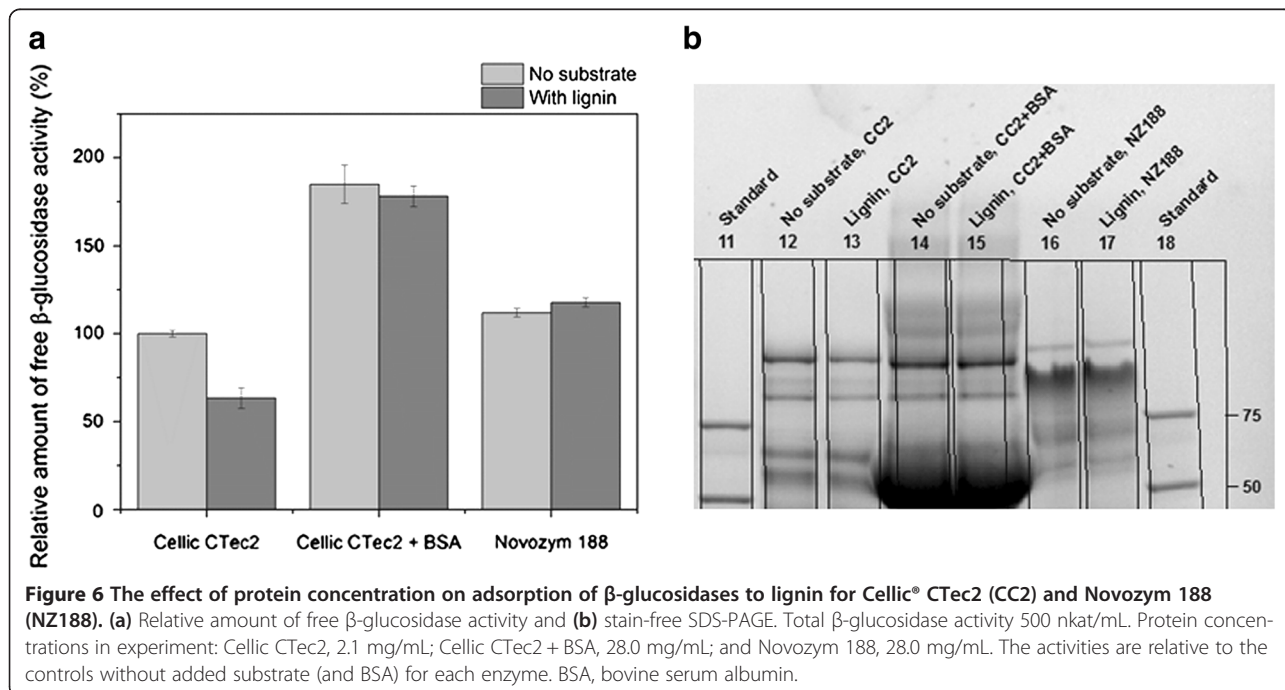 a
No substrate
With lignin
Relative amount of free β-glucosidase activity (%)
200
150
100
50
0
Cellic CTec2
Cellic CTec2 + BSA
Novozym 188
b
Standard
No substrate, CC2
Lignin, CC2
No substrate, CC2+BSA
Lignin, CC2+BSA
No substrate, NZ188
Lignin, NZ188
Standard
11 12 13 14 15 16 17 18
75
50
Figure 6 The effect of protein concentration on adsorption of β-glucosidases to lignin for Cellic® CTec2 (CC2) and Novozym 188
(NZ188). (a) Relative amount of free β-glucosidase activity and (b) stain-free SDS-PAGE. Total β-glucosidase activity 500 nkat/mL. Protein concen-
trations in experiment: Cellic CTec2, 2.1 mg/mL; Cellic CTec2 + BSA, 28.0 mg/mL; and Novozym 188, 28.0 mg/mL. The activities are relative to the
controls without added substrate (and BSA) for each enzyme. BSA, bovine serum albumin.